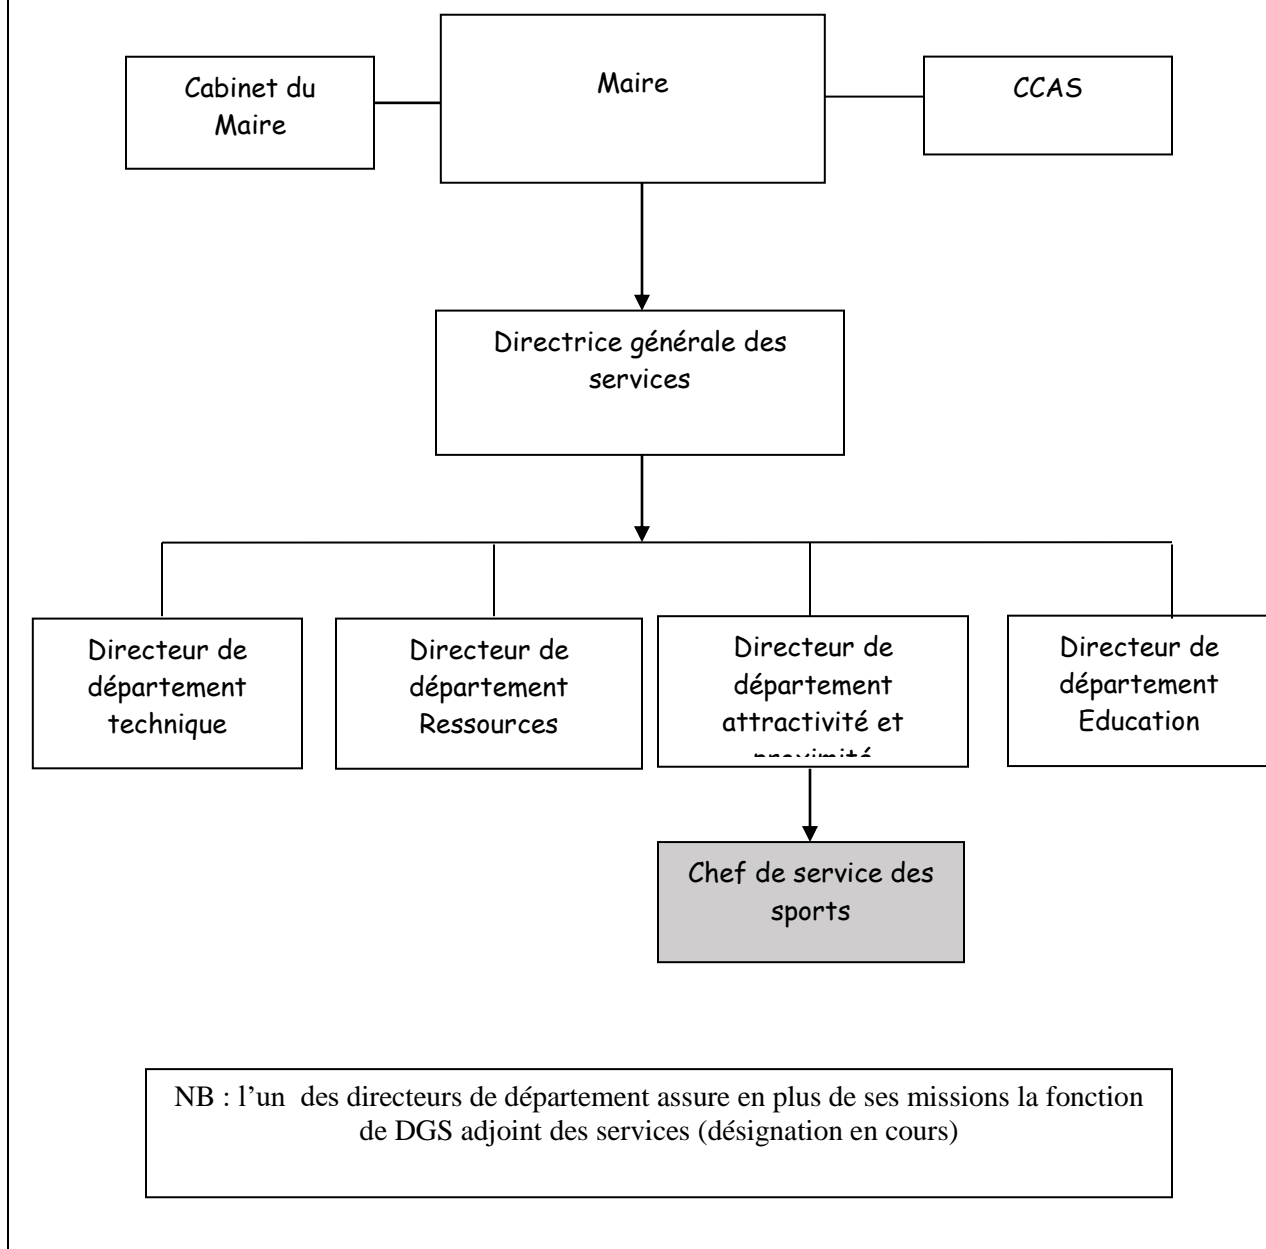 Cabinet du
Maire
Maire
CCAS
Directrice générale des
services
Directeur de
département
technique
Directeur de
département
Ressources
Directeur de
département
attractivité et
proximité
Directeur de
département
Education
Chef de service des
sports
NB : l’un  des directeurs de département assure en plus de ses missions la fonction
de DGS adjoint des services (désignation en cours)